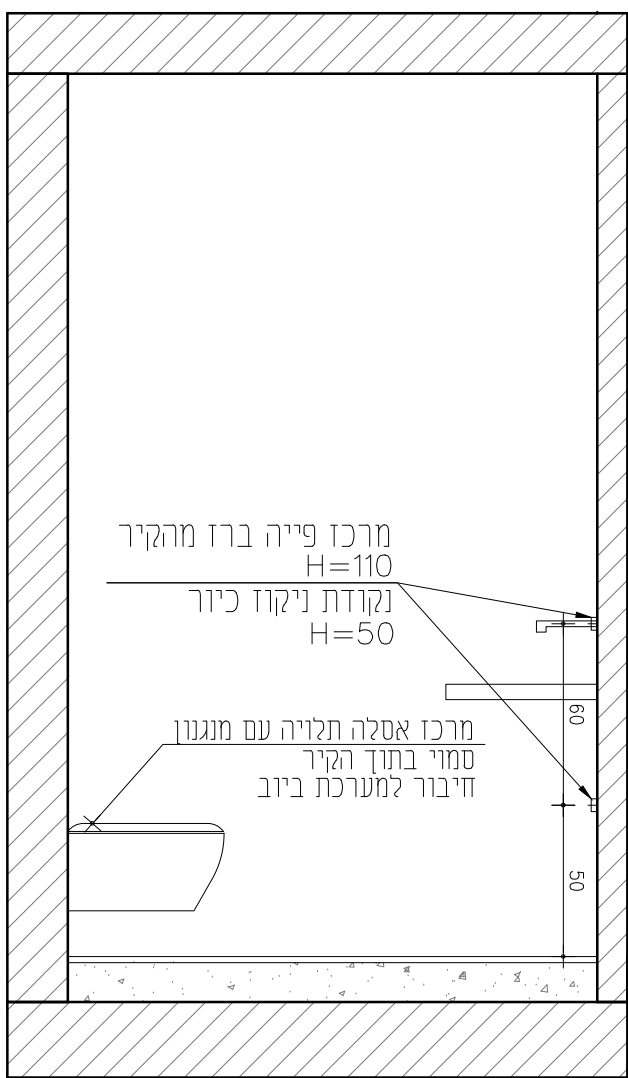 מרכז פייה ברז מהקיר
H=110
נקודת ניקוז כיור
H=50
60
מרכז אסלה תלויה עם מנגנון
סמוי בתוך הקיר
חיבור למערכת ביוב
50